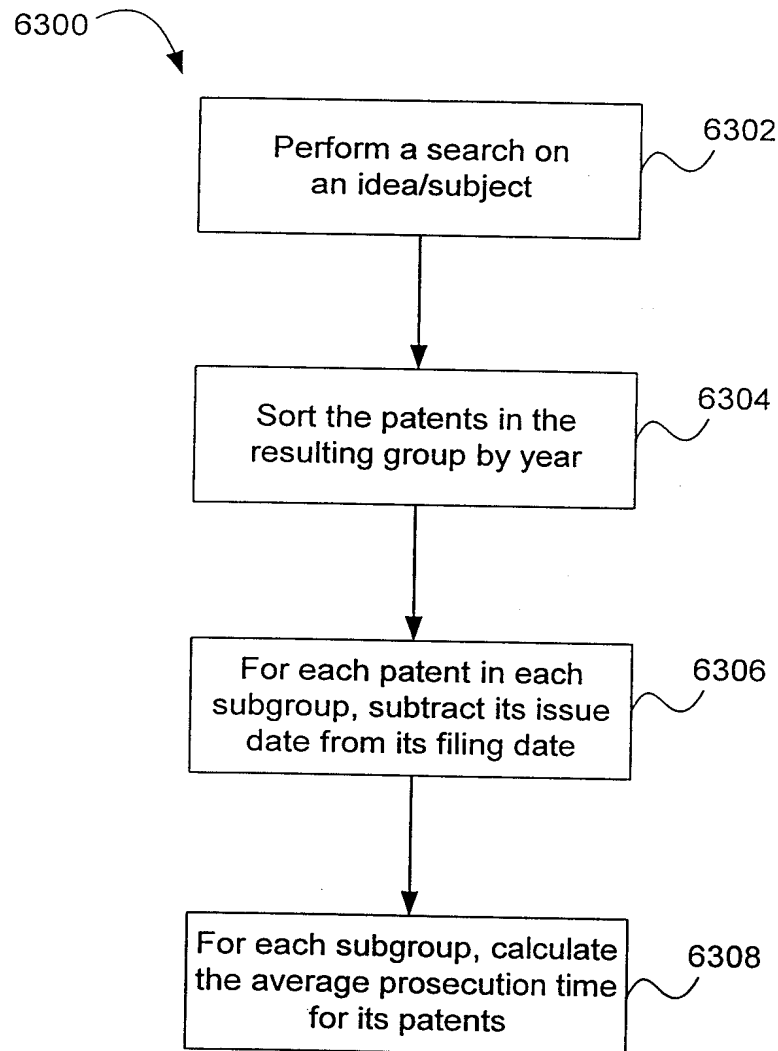 6300
6302
Perform a search on
an idea/subject
6304
Sort the patents in the
resulting group by year
6306
For each patent in each
subgroup, subtract its issue
date from its filing date
6308
For each subgroup, calculate
the average prosecution time
for its patents